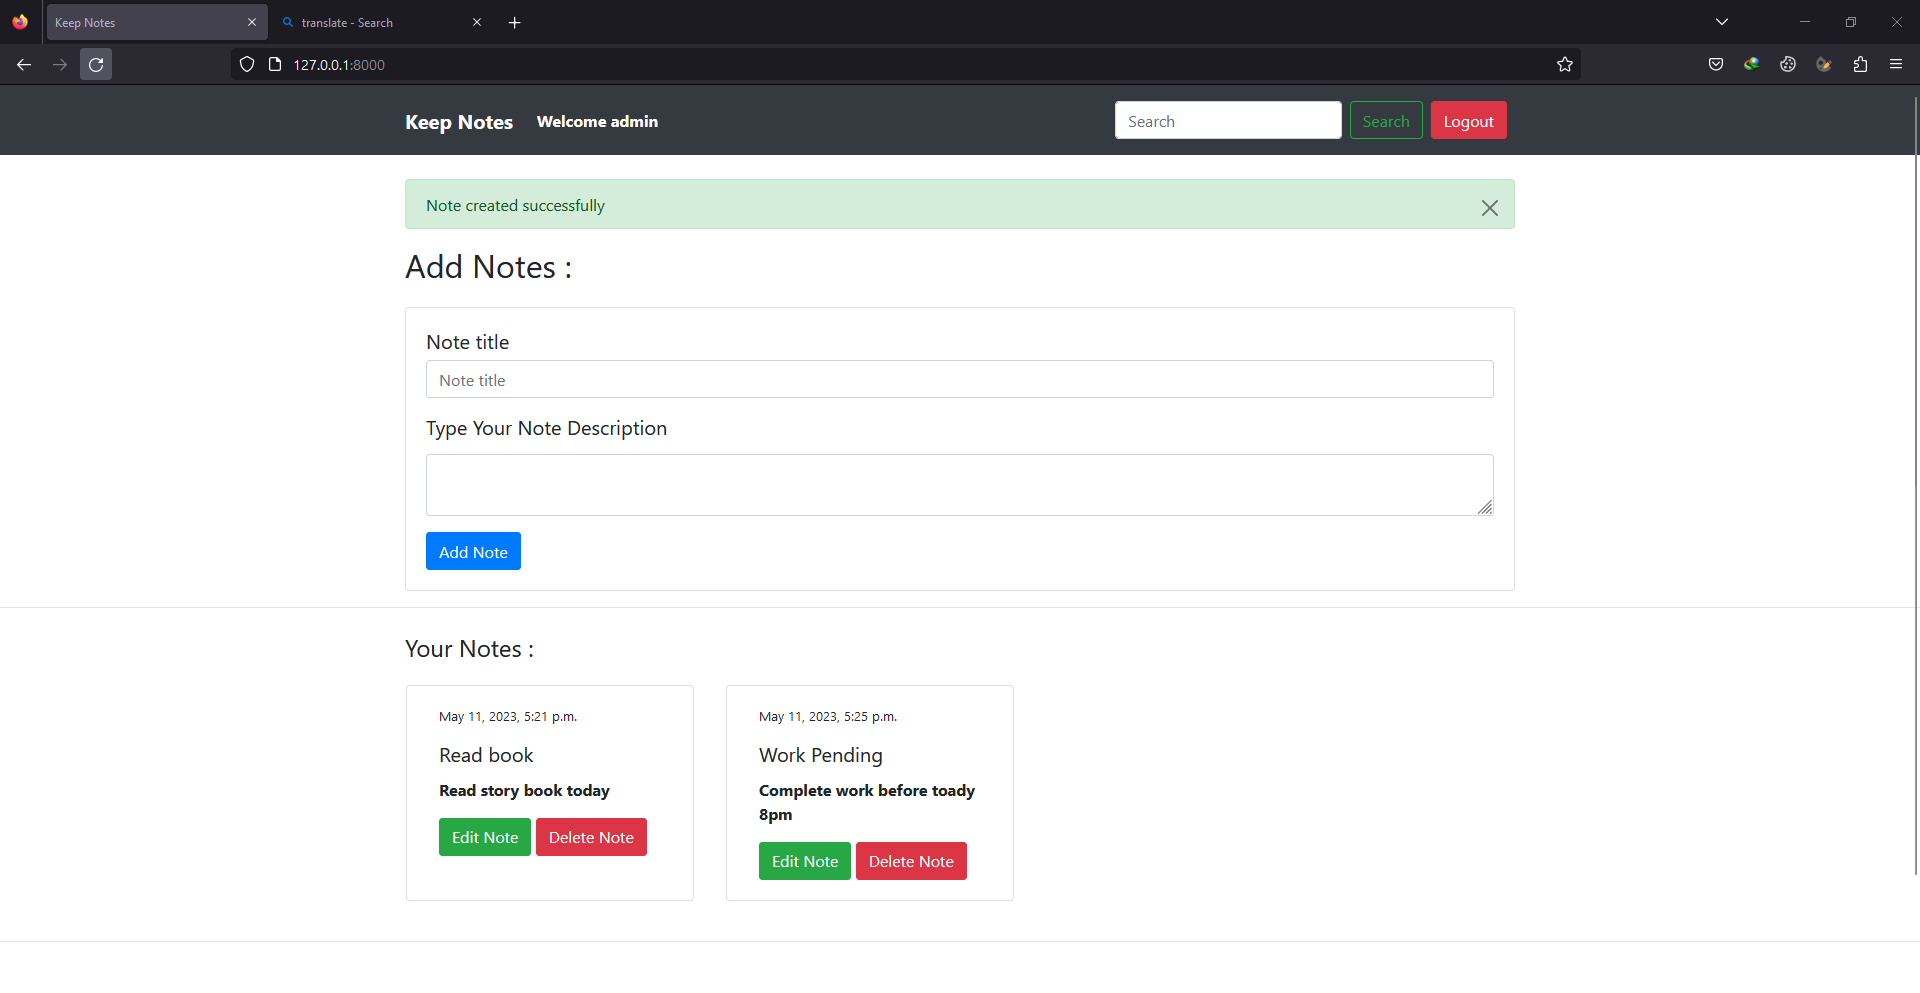 Keep Notes
translate - Search
127.0.0.1:8000
Keep Notes Welcome admin Search Search Logout
Note created successfully
Add Notes :
Note title
Note title
Type Your Note Description
Add Note
Your Notes :
May 11, 2023, 5:21 p.m.
Read book
Read story book today
Edit Note Delete Note
May 11, 2023, 5:25 p.m.
Work Pending
Complete work before toady
8pm
Edit Note Delete Note